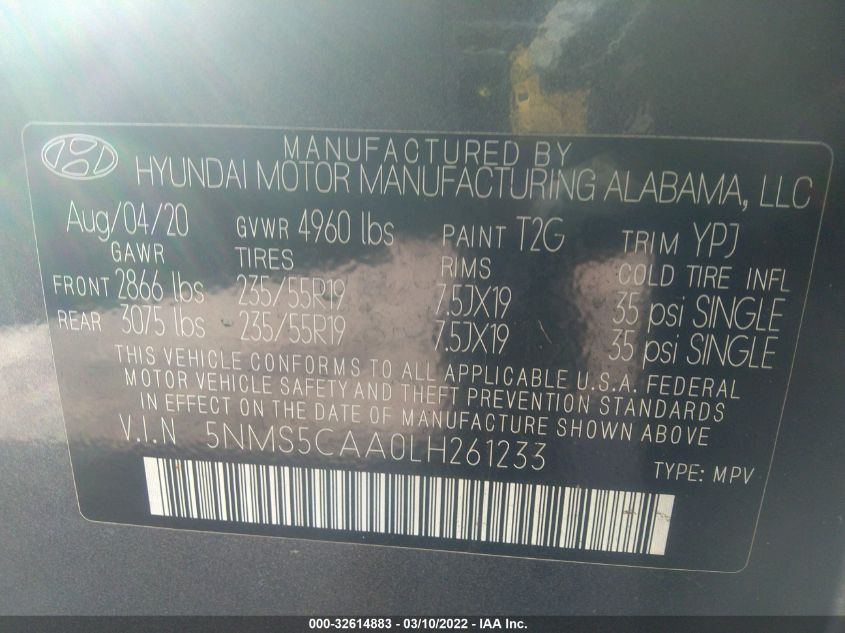 MANUFACTURED BY
HYUNDAI MOTOR MANUFACTURING ALABAMA, LLC
Aug/04/20 GVWR 4960 lbs PAINT T2G TRIM YPJ
GAWR TIRES RIMS COLD TIRE INFL
FRONT 2866 lbs 235/55R19 7.5JX19 35 psi SINGLE
REAR 3075 lbs 235/55R19 7.5JX19 35 psi SINGLE
THIS VEHICLE CONFORMS TO ALL APPLICABLE U.S.A. FEDERAL
MOTOR VEHICLE SAFETY AND THEFT PREVENTION STANDARDS
IN EFFECT ON THE DATE OF MANUFACTURE SHOWN ABOVE
V.I.N 5NMS5CAA0LH261233
TYPE: MPV
000-32614883 - 03/10/2022 - IAA Inc.